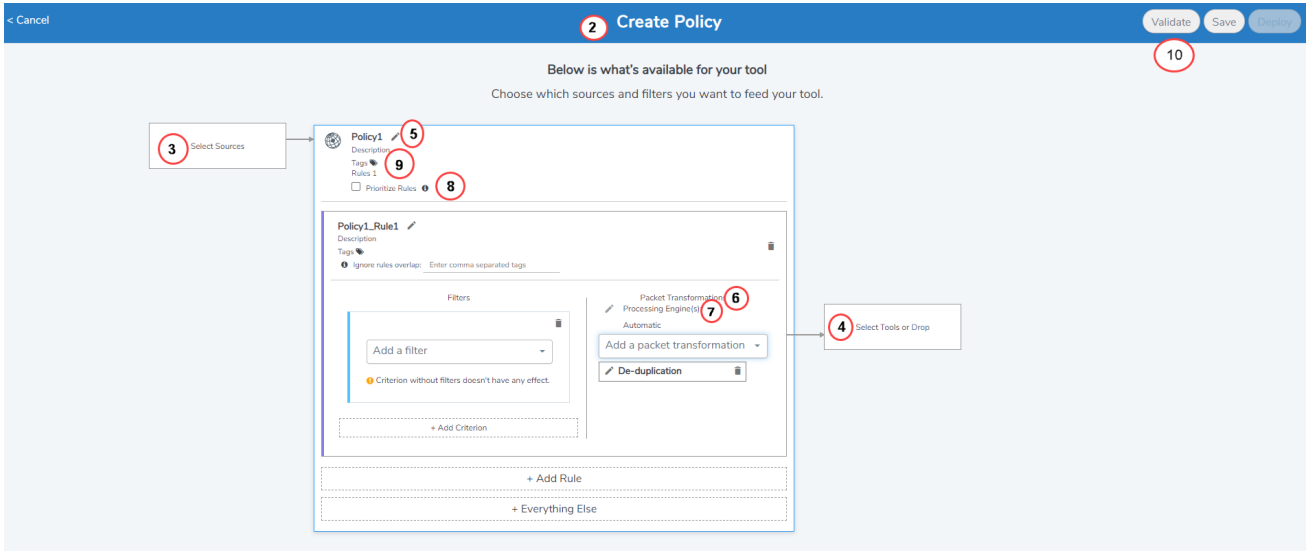 < Cancel
2 Create Policy
Validate Save Deploy
10
Below is what's available for your tool
Choose which sources and filters you want to feed your tool.
3 Select Sources
Policy1 5
Description
Tags 9
Rules 1
Prioritize Rules 8
Policy1_Rule1
Description
Tags
Ignore rules overlap: Enter comma separated tags
Filters
Add a filter
Criterion without filters doesn't have any effect.
+ Add Criterion
Packet Transformations 6
Processing Engine(s) 7
Automatic
Add a packet transformation
De-duplication
4 Select Tools or Drop
+ Add Rule
+ Everything Else